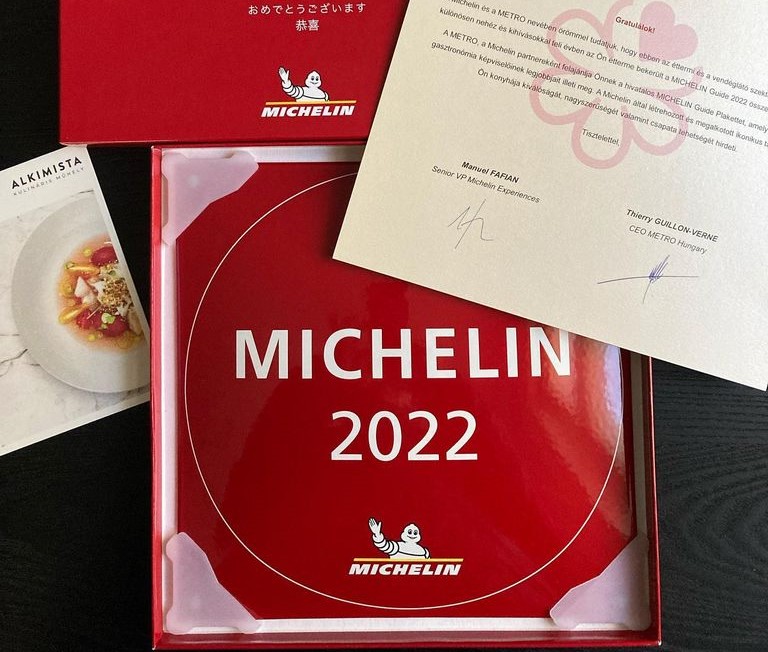 おめでとうございます
恭喜
MICHELIN
Gratulálok!
Michelin és a METRO nevében örömmel tudatjuk, hogy ebben az éttermi és a vendéglátó
különösen nehéz és kihívásokkal teli évben az Ön étterme bekerült a MICHELIN Guide 2022
A METRO, a Michelin partnereként felajánlja Önnek a hivatalos MICHELIN Guide Plakettet, amely
gasztronómia képviselőinek legjobbjait illeti meg. A Michelin által létrehozott és megalkotott ikonikus
Ön konyhája kiválóságát, nagyszerűségét valamint csapata tehetségét hirdeti.
Tisztelettel,
Manuel FAFIAN
Senior VP Michelin Experiences
Thierry GUILLON-VERNE
CEO METRO Hungary
ALKIMISTA
KULINÁRIS MŰHELY
MICHELIN
2022
MICHELIN